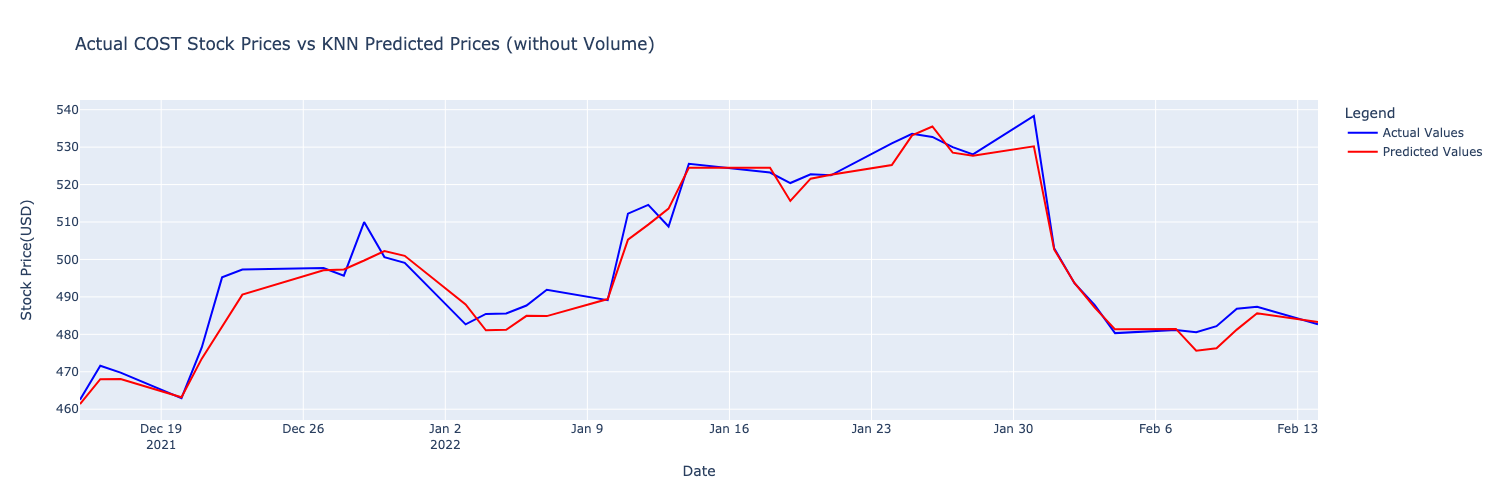 Actual COST Stock Prices vs KNN Predicted Prices (without Volume)
Legend
Actual Values
Predicted Values
Stock Price(USD)
540
530
520
510
500
490
480
470
460
Dec 19
2021
Dec 26
Jan 2
2022
Jan 9
Jan 16
Jan 23
Jan 30
Feb 6
Feb 13
Date